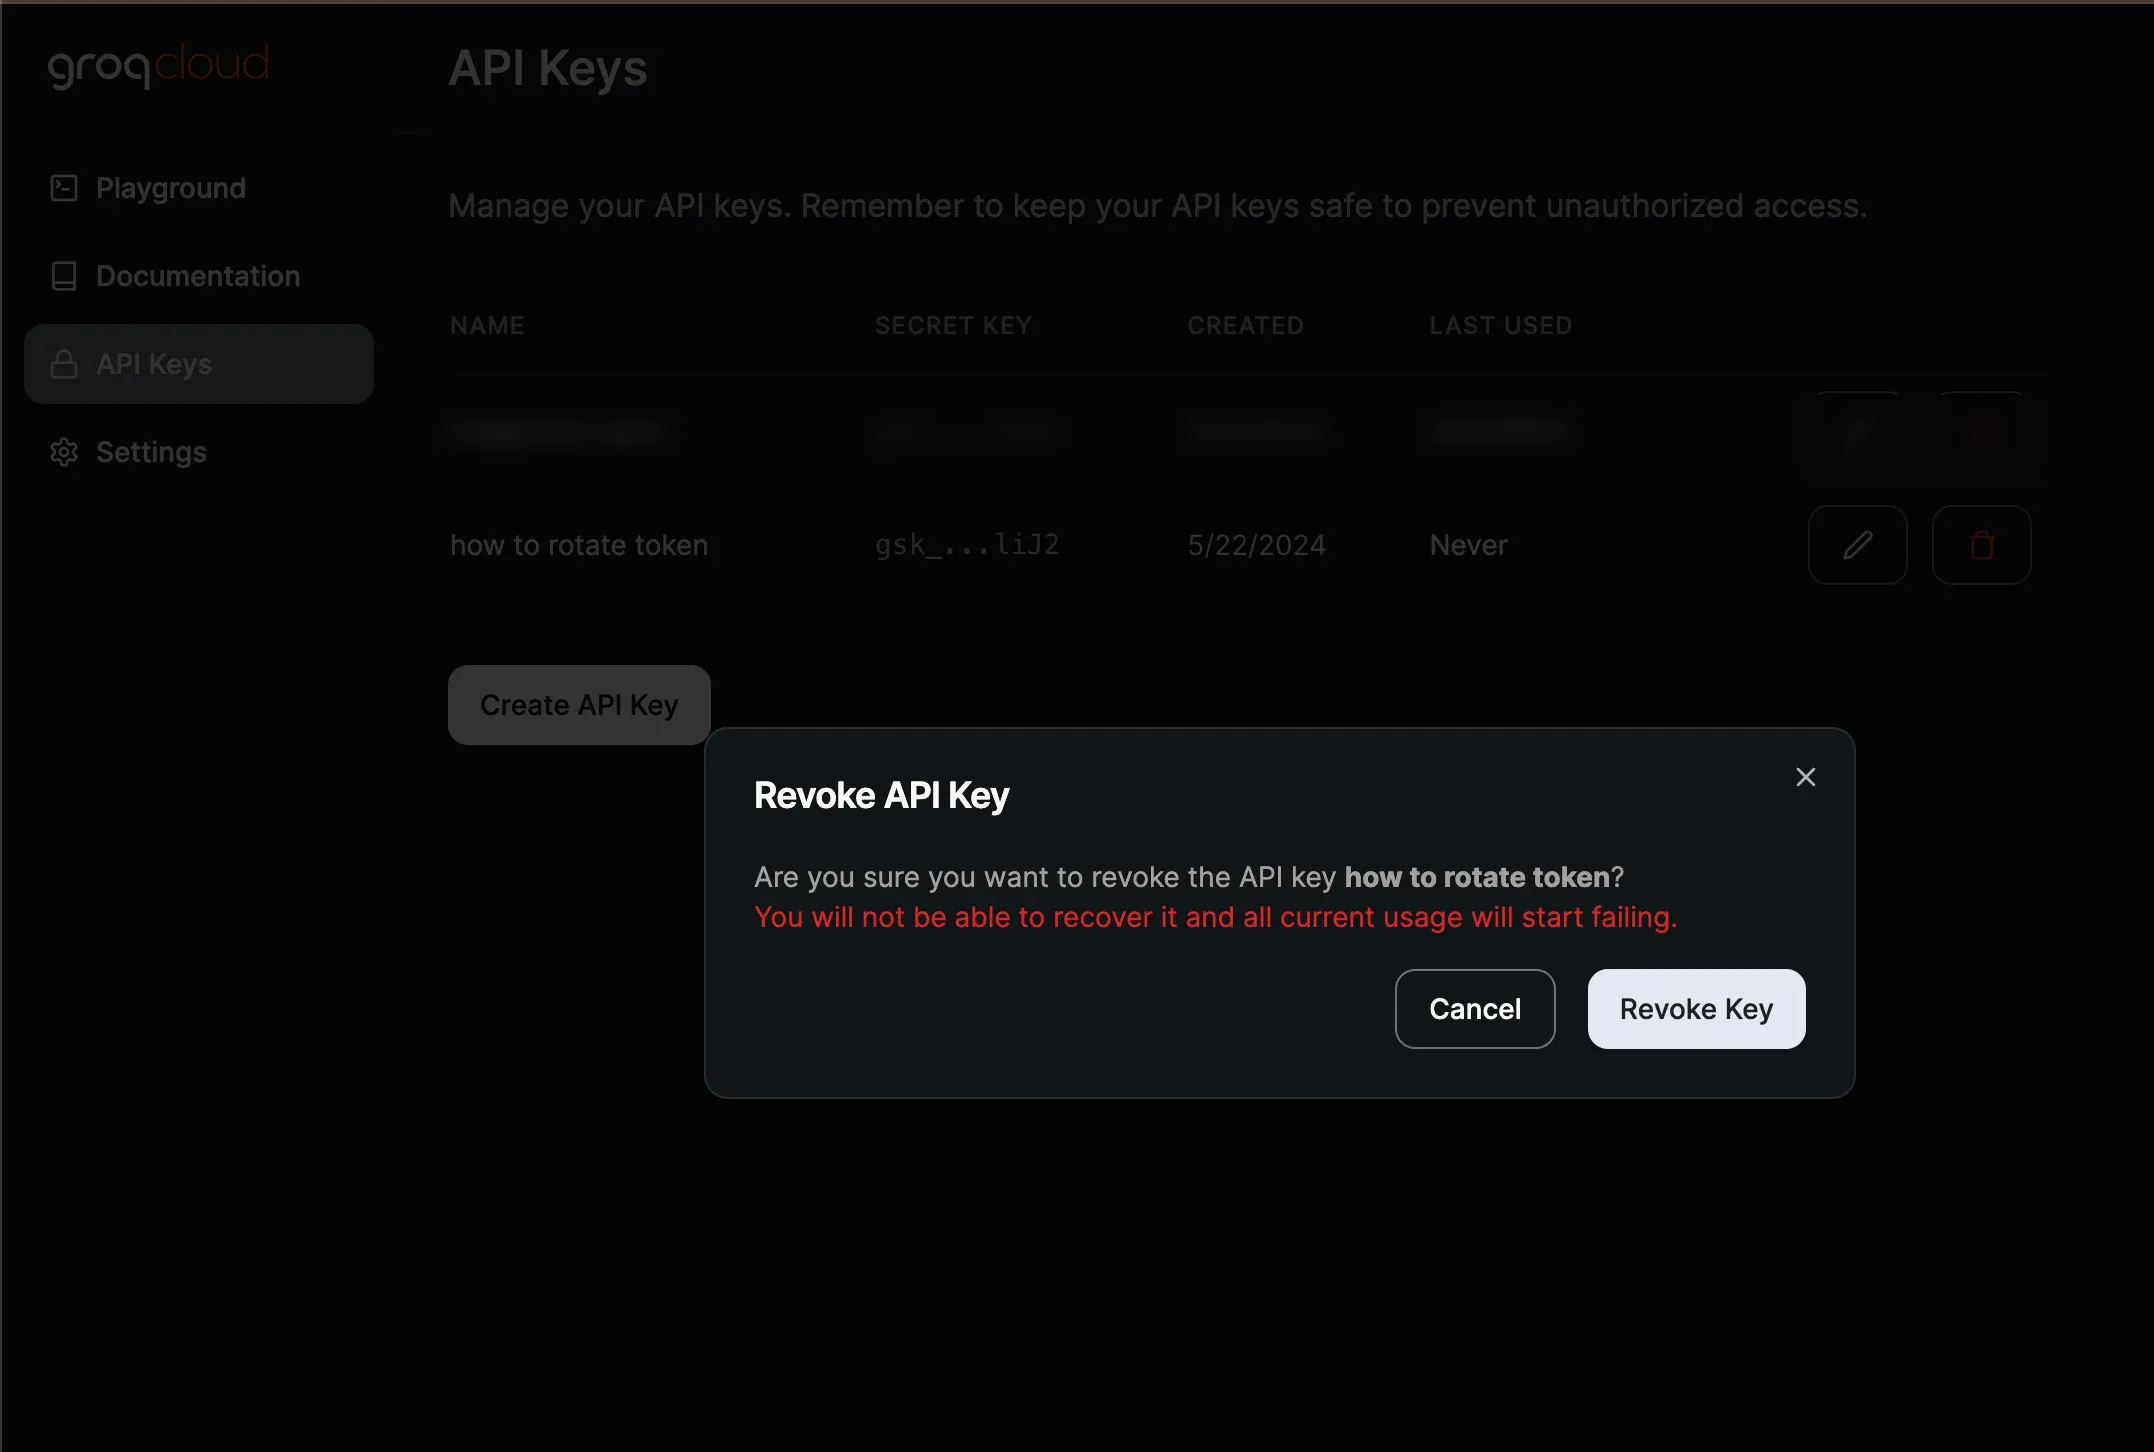 groqcloud
API Keys
Playground
Documentation
API Keys
Settings
Manage your API keys. Remember to keep your API keys safe to prevent unauthorized access.
NAME SECRET KEY CREATED LAST USED
how to rotate token gsk_...liJ2 5/22/2024 Never
Create API Key
Revoke API Key
Are you sure you want to revoke the API key how to rotate token?
You will not be able to recover it and all current usage will start failing.
Cancel Revoke Key